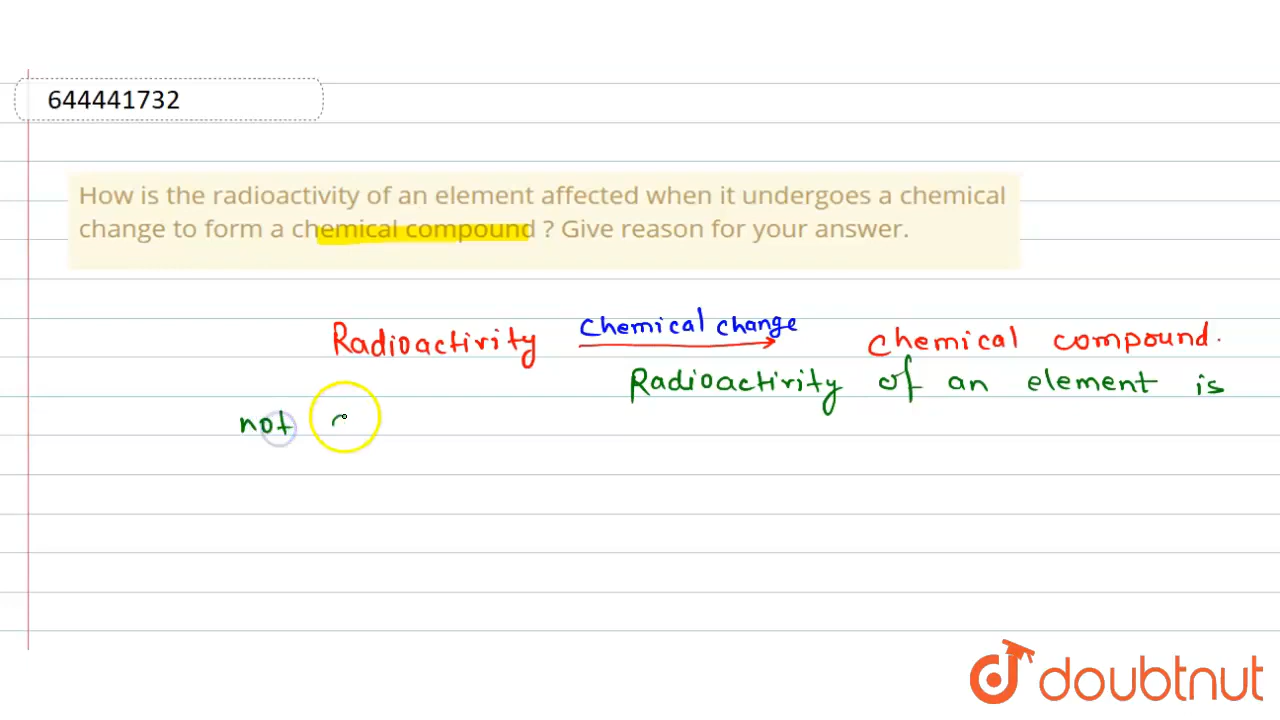 644441732
How is the radioactivity of an element affected when it undergoes a chemical
change to form a chemical compound ? Give reason for your answer.
Radioactivity chemical change chemical compound.
Radioactivity of an element is
not
doubtnut